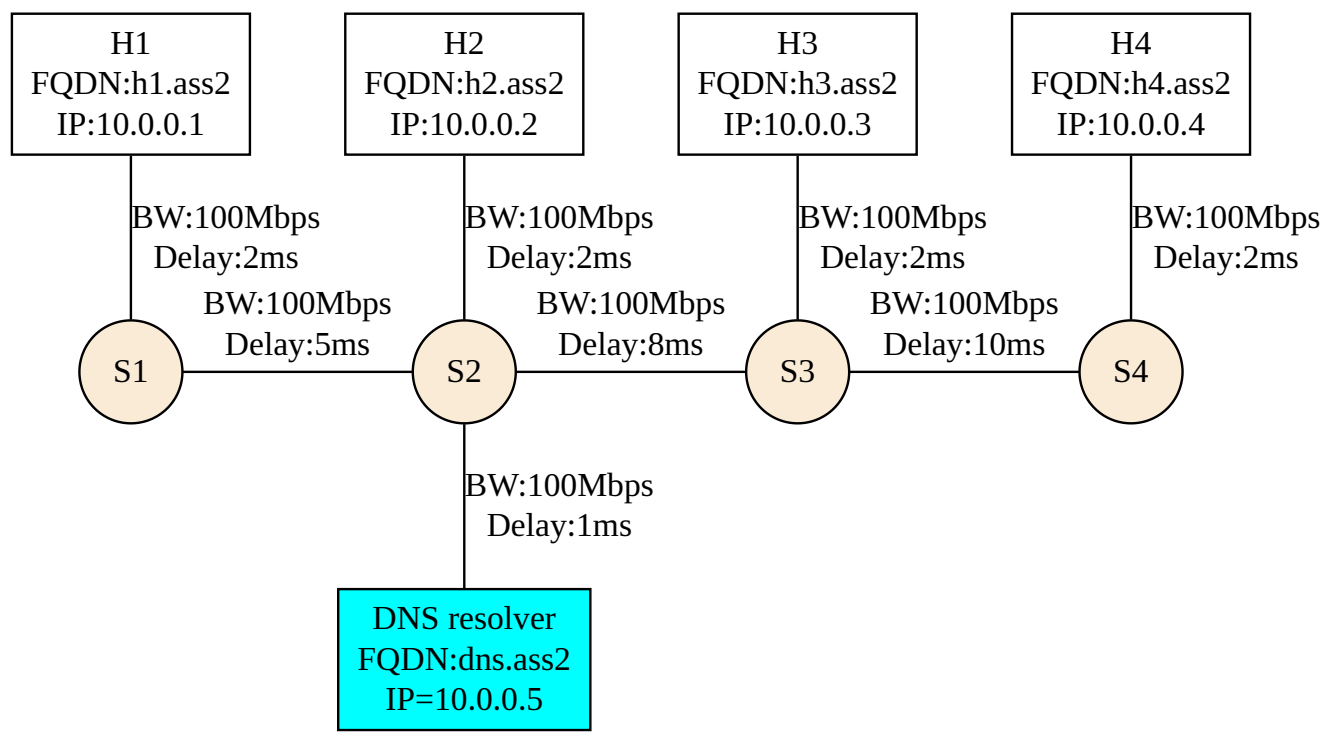 H1
FQDN:h1.ass2
IP:10.0.0.1
H2
FQDN:h2.ass2
IP:10.0.0.2
H3
FQDN:h3.ass2
IP:10.0.0.3
H4
FQDN:h4.ass2
IP:10.0.0.4
BW:100Mbps
Delay:2ms
BW:100Mbps
Delay:2ms
BW:100Mbps
Delay:2ms
BW:100Mbps
Delay:2ms
BW:100Mbps
Delay:5ms
BW:100Mbps
Delay:8ms
BW:100Mbps
Delay:10ms
S1
S2
S3
S4
BW:100Mbps
Delay:1ms
DNS resolver
FQDN:dns.ass2
IP=10.0.0.5